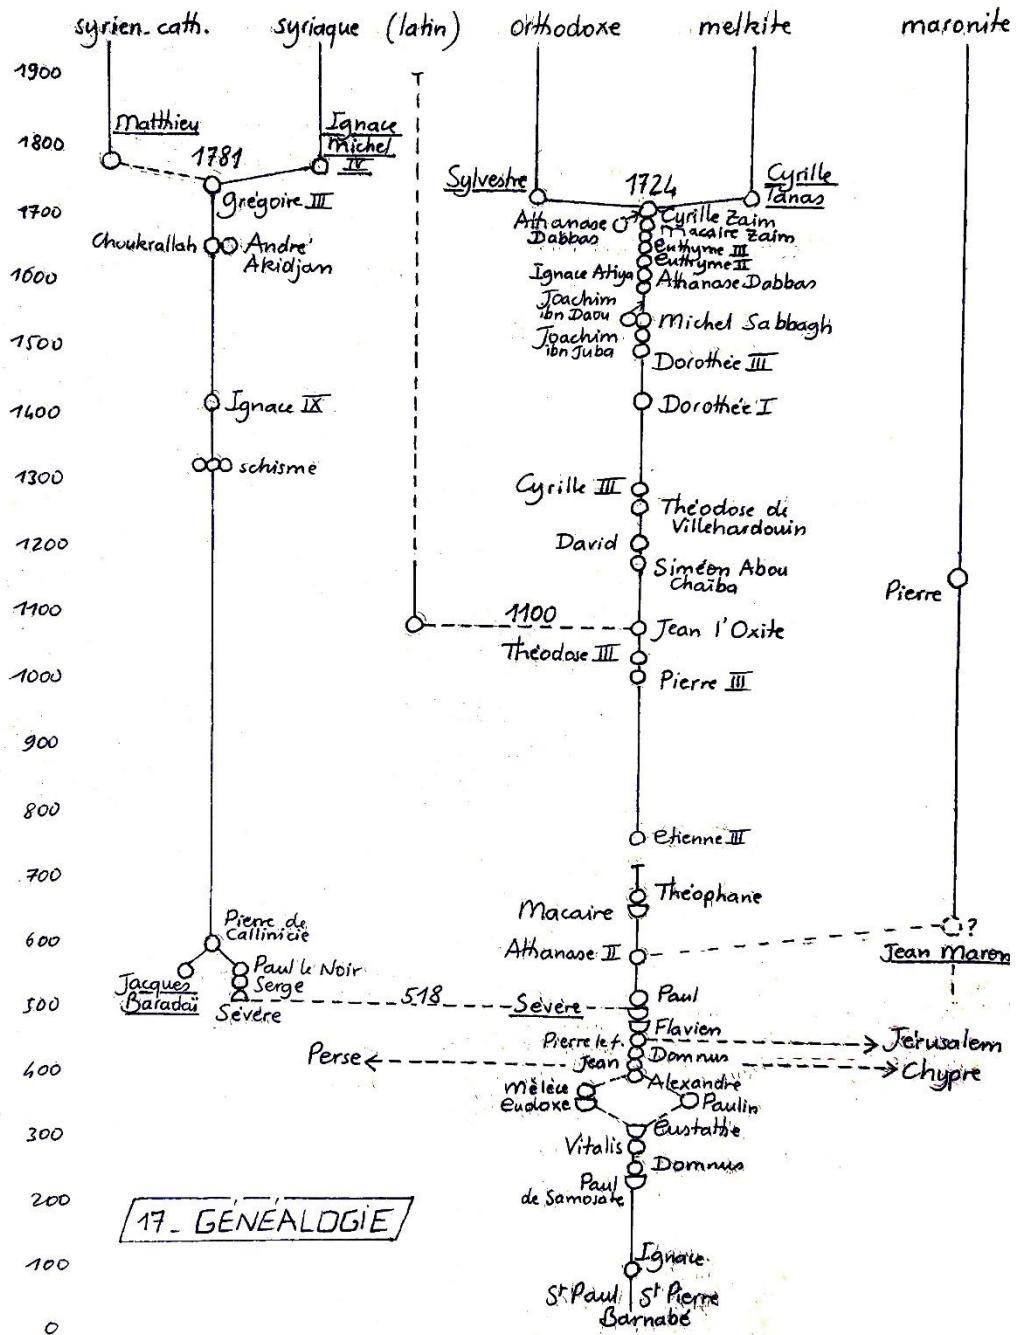 syrien-cath. syriaque (latin) orthodoxe melkite maronite
1900
Matthieu
Ignace
Michel
IV
1800
1781
Grégoire III
Sylvestre
1724
Cyrille
Tanas
1700
Athanase
Dabbas
Cyrille Zaim
Macaire Zaim
Choukrallah
André
Akidjan
Euthyme III
Euthyme II
1600
Ignace Atiya
Athanase Dabbas
Joachim
ibn Daou
Michel Sabbagh
1500
Joachim
ibn Juba
Dorothée III
1400
Ignace IX
Dorothée I
schisme
1300
Cyrille III
Théodose de
Villehardouin
1200
David
Siméon Abou
Chaïba
Pierre
1100
1100
Jean l'Oxite
Théodose III
1000
Pierre III
900
800
Etienne III
700
Théophane
Macaire
Pierre de
Callinicie
600
Athanase II
?
Jean Maron
Jacques
Baradaï
Paul le Noir
Serge
Sévère
500
518
Sévère
Paul
Flavien
Pierre le f.
Jérusalem
Perse
Jean
Domnus
400
Chypre
Alexandre
Mélèce
Eudoxe
Paulin
300
Eustathe
Vitalis
Domnus
200
Paul
de Samosate
17_ GÉNÉALOGIE
100
Ignace
St Paul St Pierre
Barnabé
0